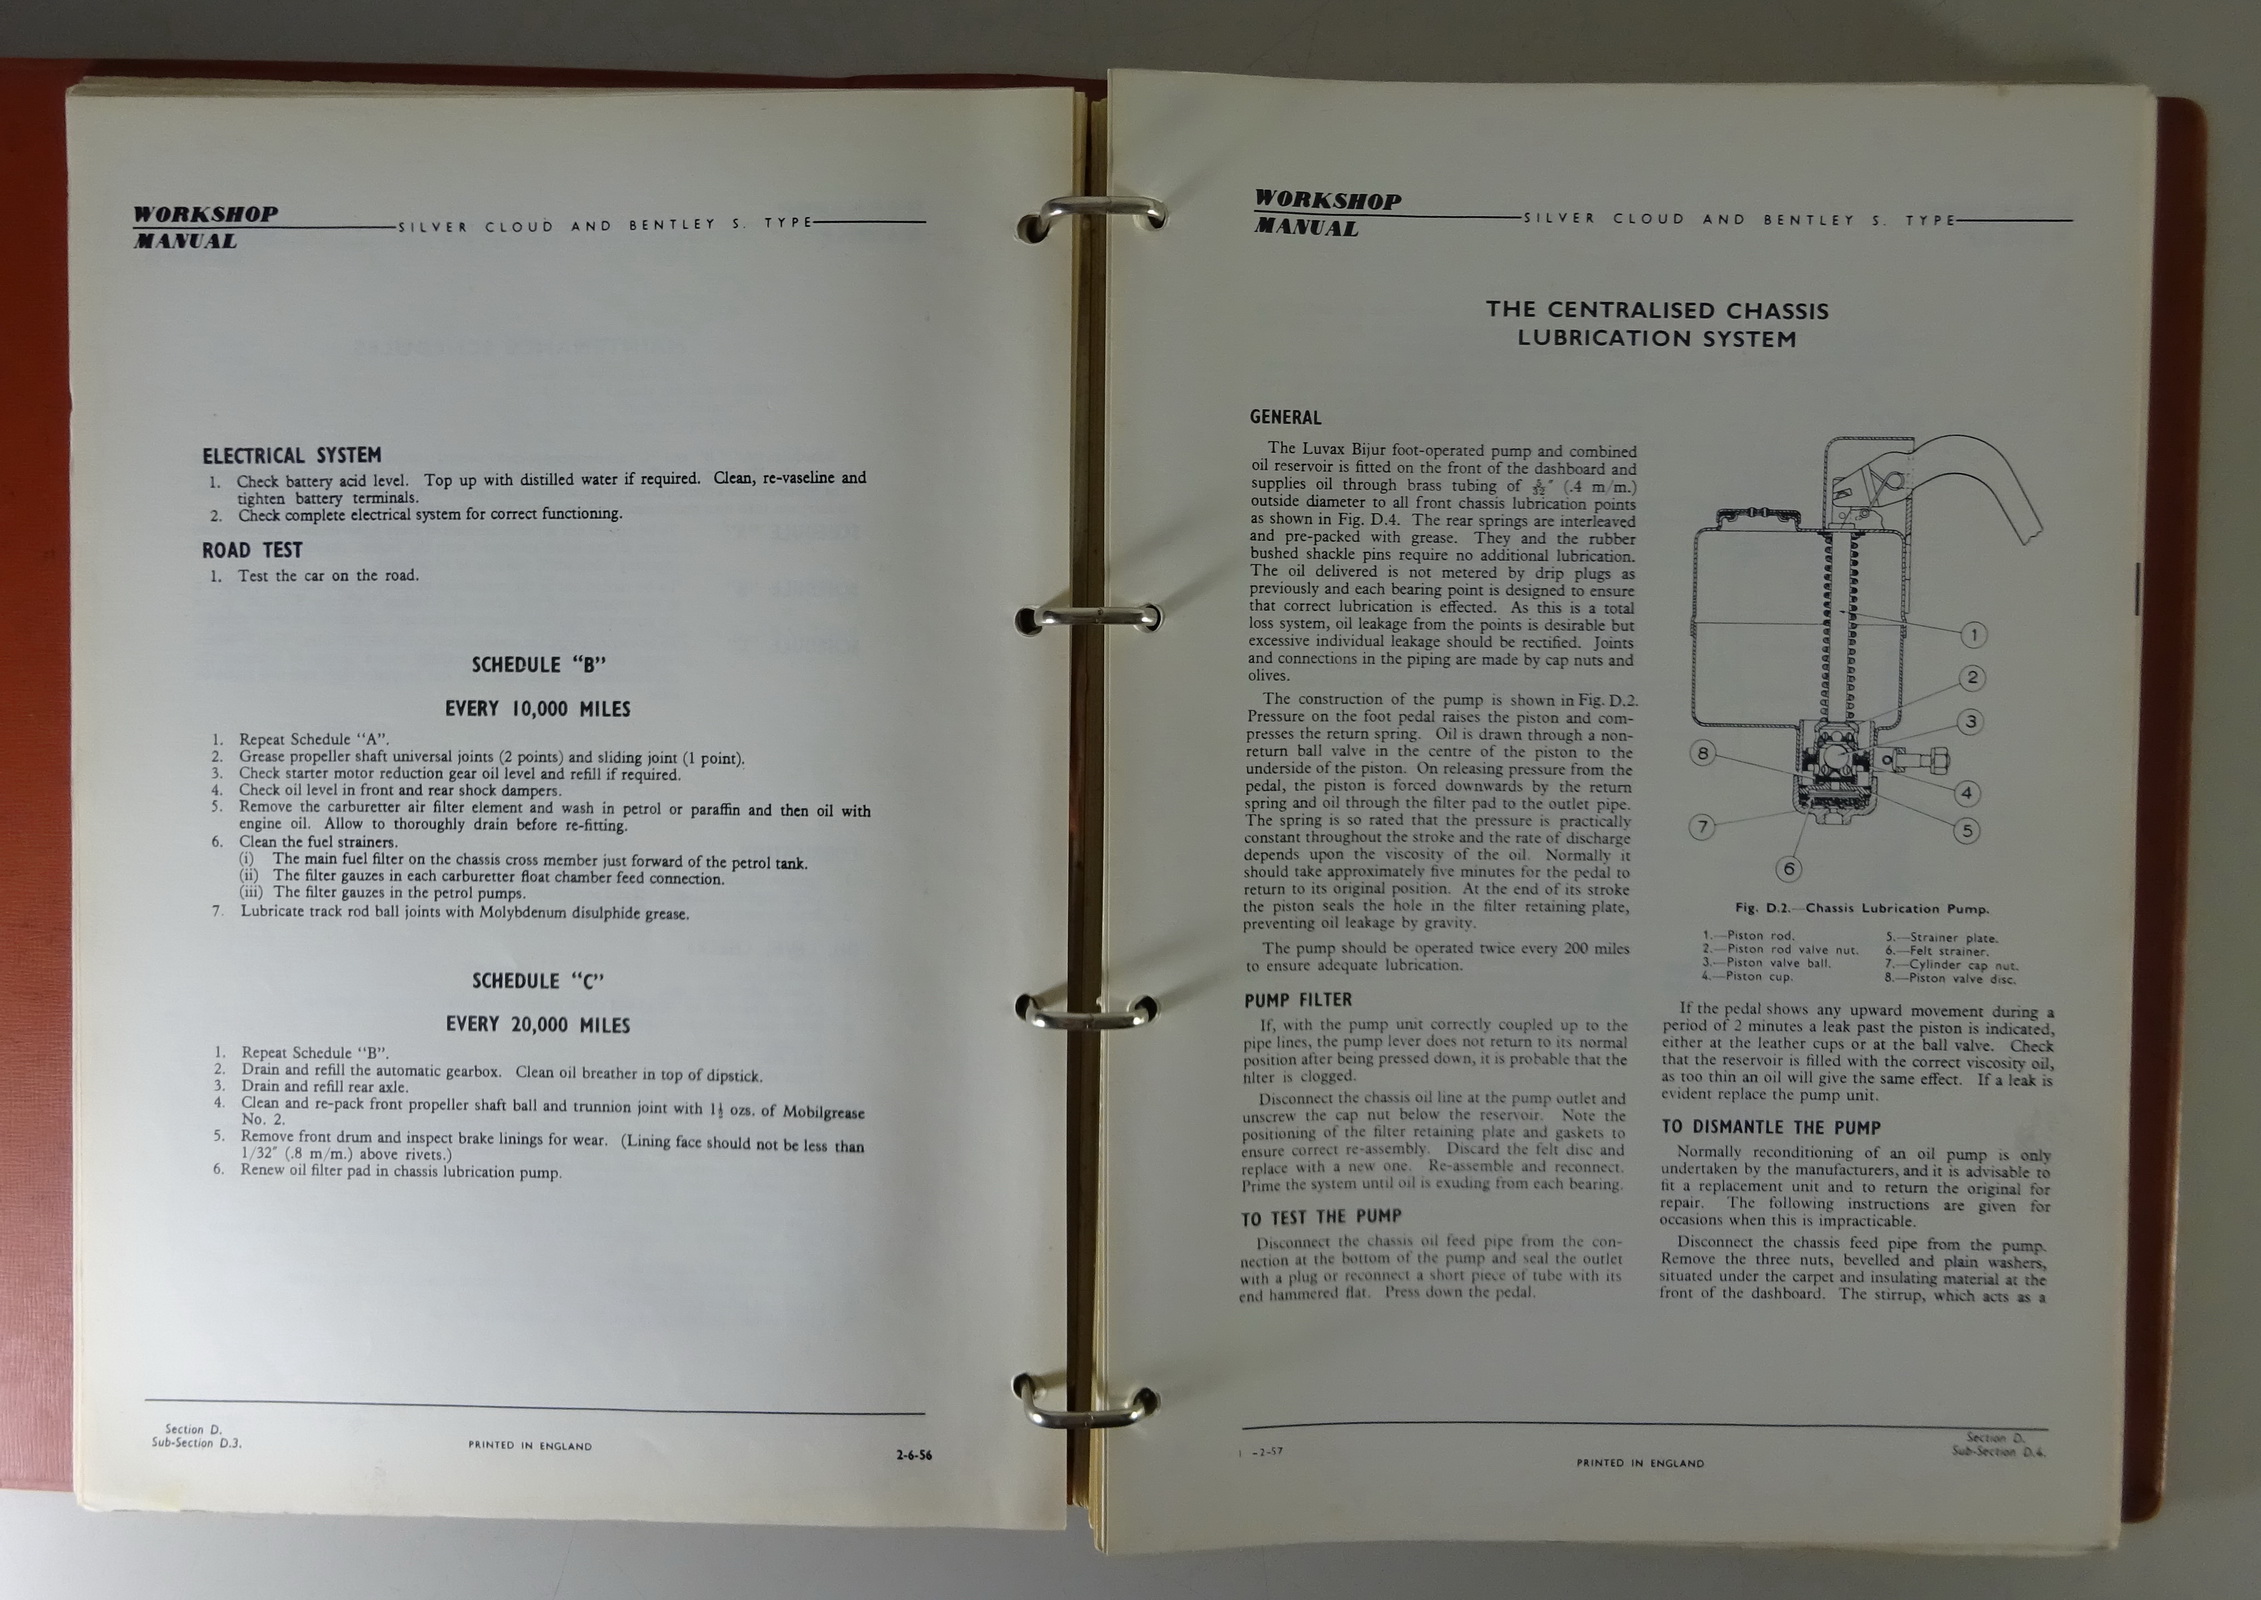 WORKSHOP
MANUAL
SILVER CLOUD AND BENTLEY S. TYPE
ELECTRICAL SYSTEM
1. Check battery acid level. Top up with distilled water if required. Clean, re-vaseline and
tighten battery terminals.
2. Check complete electrical system for correct functioning.
ROAD TEST
1. Test the car on the road.
SCHEDULE “B”
EVERY 10,000 MILES
1. Repeat Schedule “A”.
2. Grease propeller shaft universal joints (2 points) and sliding joint (1 point).
3. Check starter motor reduction gear oil level and refill if required.
4. Check oil level in front and rear shock dampers.
5. Remove the carburetter air filter element and wash in petrol or paraffin and then oil with
engine oil. Allow to thoroughly drain before re-fitting.
6. Clean the fuel strainers.
(i) The main fuel filter on the chassis cross member just forward of the petrol tank.
(ii) The filter gauzes in each carburetter float chamber feed connection.
(iii) The filter gauzes in the petrol pumps.
7. Lubricate track rod ball joints with Molybdenum disulphide grease.
SCHEDULE “C”
EVERY 20,000 MILES
1. Repeat Schedule “B”.
2. Drain and refill the automatic gearbox. Clean oil breather in top of dipstick.
3. Drain and refill rear axle.
4. Clean and re-pack front propeller shaft ball and trunnion joint with 1½ ozs. of Mobilgrease
No. 2.
5. Remove front drum and inspect brake linings for wear. (Lining face should not be less than
1/32″ (.8 m/m.) above rivets.)
6. Renew oil filter pad in chassis lubrication pump.
Section D.
Sub-Section D.3.
PRINTED IN ENGLAND
2-6-56
WORKSHOP
MANUAL
SILVER CLOUD AND BENTLEY S. TYPE
THE CENTRALISED CHASSIS
LUBRICATION SYSTEM
GENERAL
The Luvax Bijur foot-operated pump and combined
oil reservoir is fitted on the front of the dashboard and
supplies oil through brass tubing of 5/32″ (.4 m/m.)
outside diameter to all front chassis lubrication points
as shown in Fig. D.4. The rear springs are interleaved
and pre-packed with grease. They and the rubber
bushed shackle pins require no additional lubrication.
The oil delivered is not metered by drip plugs as
previously and each bearing point is designed to ensure
that correct lubrication is effected. As this is a total
loss system, oil leakage from the points is desirable but
excessive individual leakage should be rectified. Joints
and connections in the piping are made by cap nuts and
olives.
The construction of the pump is shown in Fig. D.2.
Pressure on the foot pedal raises the piston and com-
presses the return spring. Oil is drawn through a non-
return ball valve in the centre of the piston to the
underside of the piston. On releasing pressure from the
pedal, the piston is forced downwards by the return
spring and oil through the filter pad to the outlet pipe.
The spring is so rated that the pressure is practically
constant throughout the stroke and the rate of discharge
depends upon the viscosity of the oil. Normally it
should take approximately five minutes for the pedal to
return to its original position. At the end of its stroke
the piston seals the hole in the filter retaining plate,
preventing oil leakage by gravity.
The pump should be operated twice every 200 miles
to ensure adequate lubrication.
PUMP FILTER
If, with the pump unit correctly coupled up to the
pipe lines, the pump lever does not return to its normal
position after being pressed down, it is probable that the
filter is clogged.
Disconnect the chassis oil line at the pump outlet and
unscrew the cap nut below the reservoir. Note the
positioning of the filter retaining plate and gaskets to
ensure correct re-assembly. Discard the felt disc and
replace with a new one. Re-assemble and reconnect.
Prime the system until oil is exuding from each bearing.
TO TEST THE PUMP
Disconnect the chassis oil feed pipe from the con-
nection at the bottom of the pump and seal the outlet
with a plug or reconnect a short piece of tube with its
end hammered flat. Press down the pedal.
1
2
3
4
5
6
7
8
Fig. D.2.—Chassis Lubrication Pump.
1.—Piston rod.
2.—Piston rod valve nut.
3.—Piston valve ball.
4.—Piston cup.
5.—Strainer plate.
6.—Felt strainer.
7.—Cylinder cap nut.
8.—Piston valve disc.
If the pedal shows any upward movement during a
period of 2 minutes a leak past the piston is indicated,
either at the leather cups or at the ball valve. Check
that the reservoir is filled with the correct viscosity oil,
as too thin an oil will give the same effect. If a leak is
evident replace the pump unit.
TO DISMANTLE THE PUMP
Normally reconditioning of an oil pump is only
undertaken by the manufacturers, and it is advisable to
fit a replacement unit and to return the original for
repair. The following instructions are given for
occasions when this is impracticable.
Disconnect the chassis feed pipe from the pump.
Remove the three nuts, bevelled and plain washers,
situated under the carpet and insulating material at the
front of the dashboard. The stirrup, which acts as a
1 -2-57
PRINTED IN ENGLAND
Section D.
Sub-Section D.4.